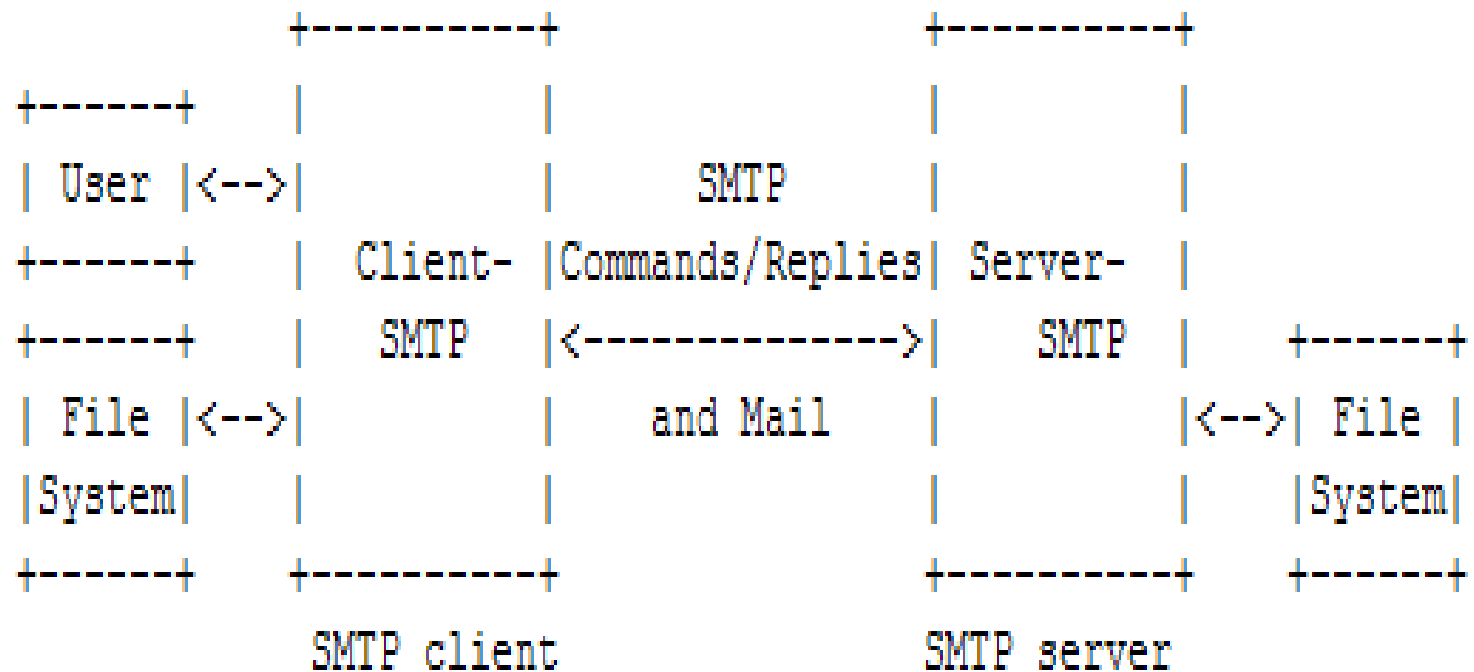 +----------+                +----------+
+------+      |          |                |          |
| User |<-->|          |      SMTP      |          |
+------+      |  Client- |Commands/Replies| Server-  |
+------+      |   SMTP   |<-------------->|    SMTP  |    +------+
| File |<-->|          |    and Mail    |          |<-->| File |
|System|      |          |                |          |    |System|
+------+      +----------+                +----------+    +------+
               SMTP client                SMTP server